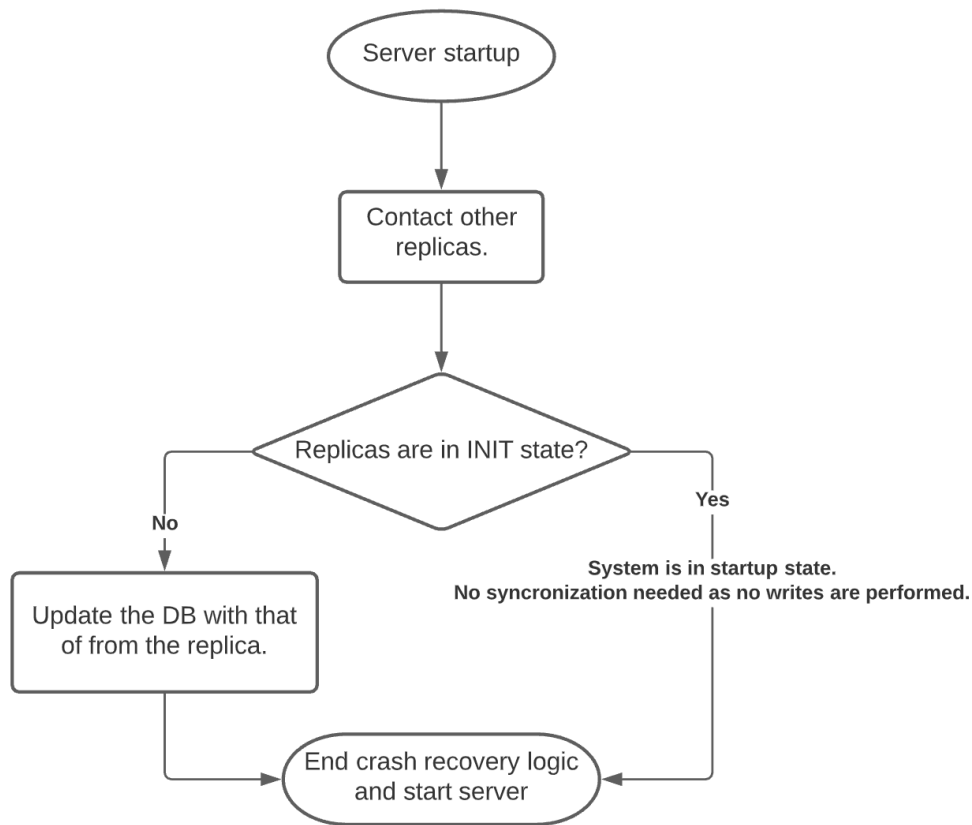 Server startup
Contact other
replicas.
Replicas are in INIT state?
Yes
No
System is in startup state.
No syncronization needed as no writes are performed.
Update the DB with that
of from the replica.
End crash recovery logic
and start server